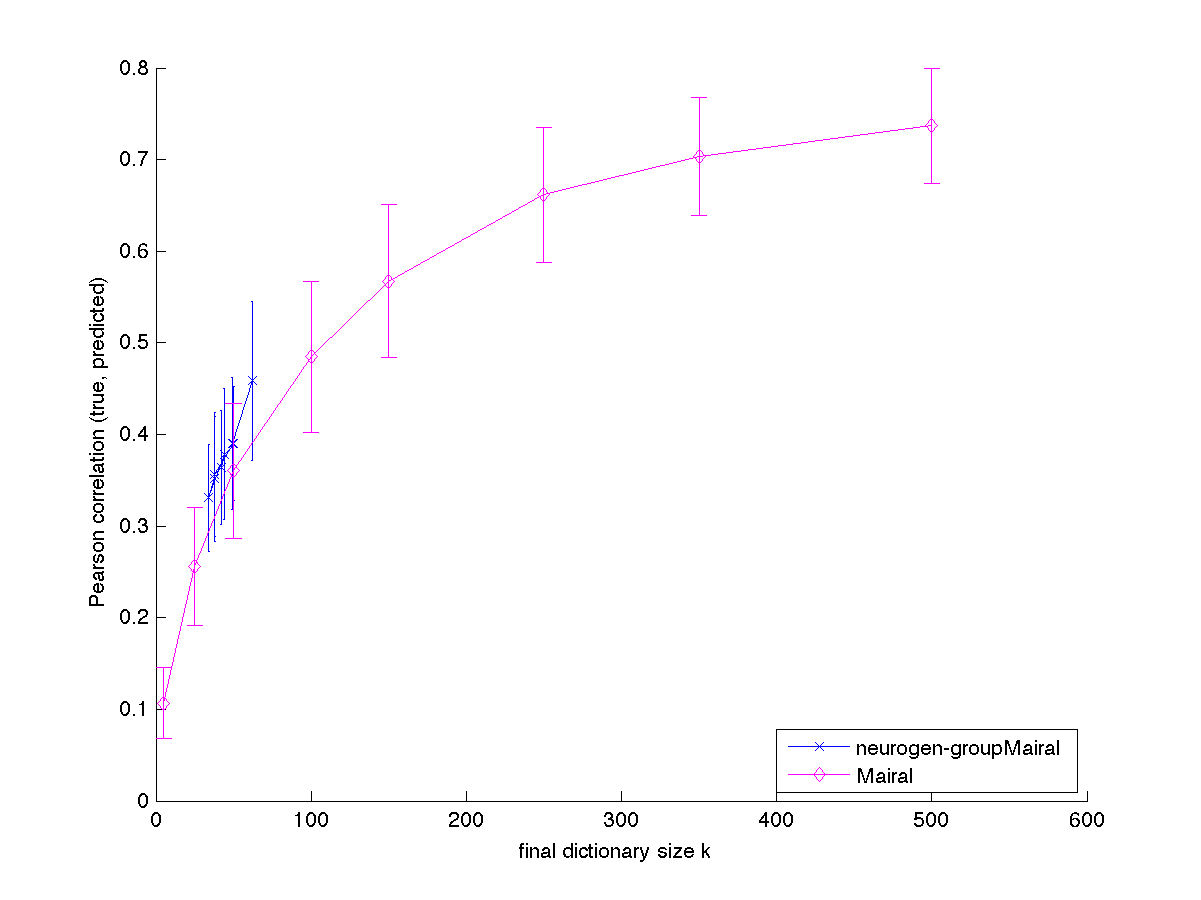 0.8
0.7
0.6
0.5
0.4
0.3
0.2
0.1
0
Pearson correlation (true, predicted)
0 100 200 300 400 500 600
final dictionary size k
neurogen-groupMairal
Mairal